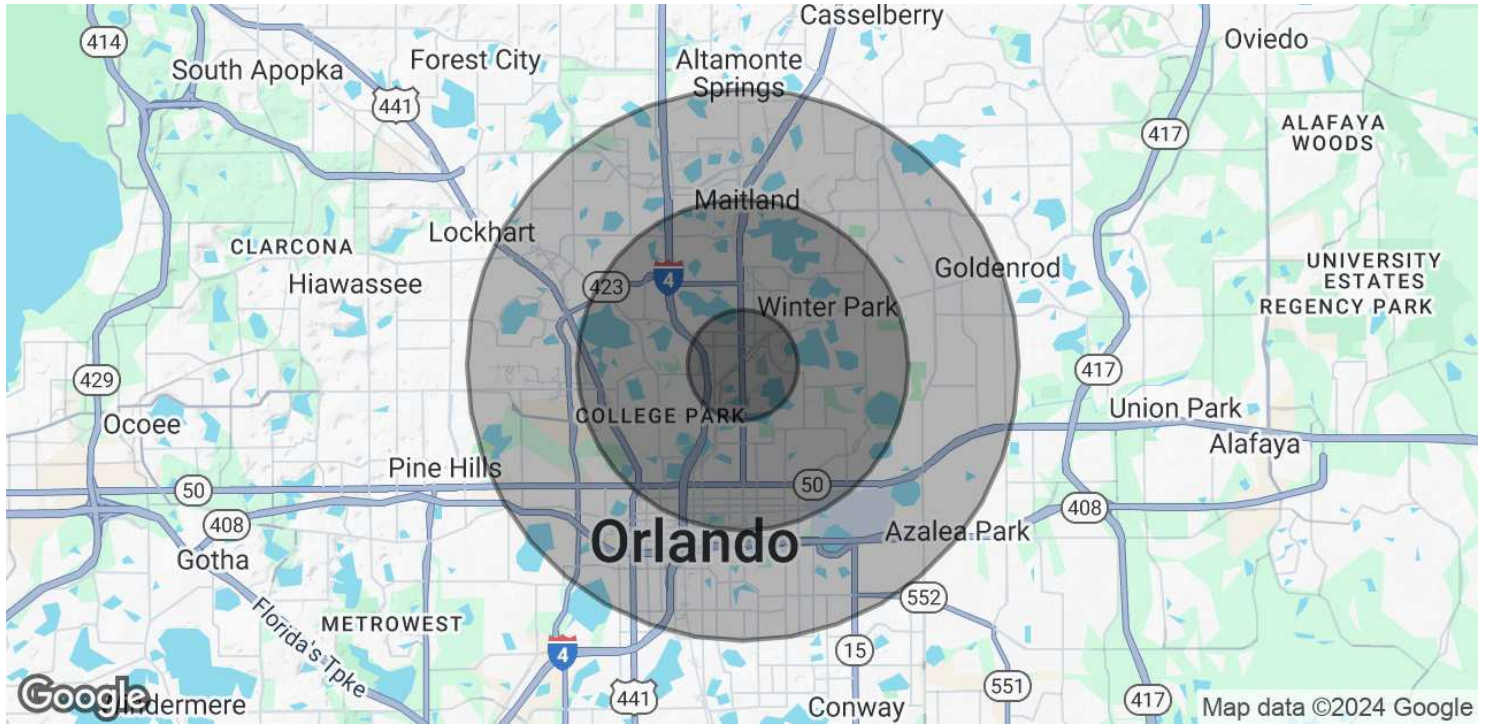 Casselberry
414
Oviedo
Forest City
Altamonte
Springs
South Apopka
441
ALAFAYA
WOODS
417
Maitland
Lockhart
CLARCONA
Goldenrod
UNIVERSITY
ESTATES
Hiawassee
423
4
Winter Park
REGENCY PARK
429
417
COLLEGE PARK
Union Park
Ocoee
Alafaya
Pine Hills
50
50
408
408
Orlando
Azalea Park
Gotha
552
Florida's Tpke
METROWEST
4
15
441
551
417
Google
Conway
Map data ©2024 Google